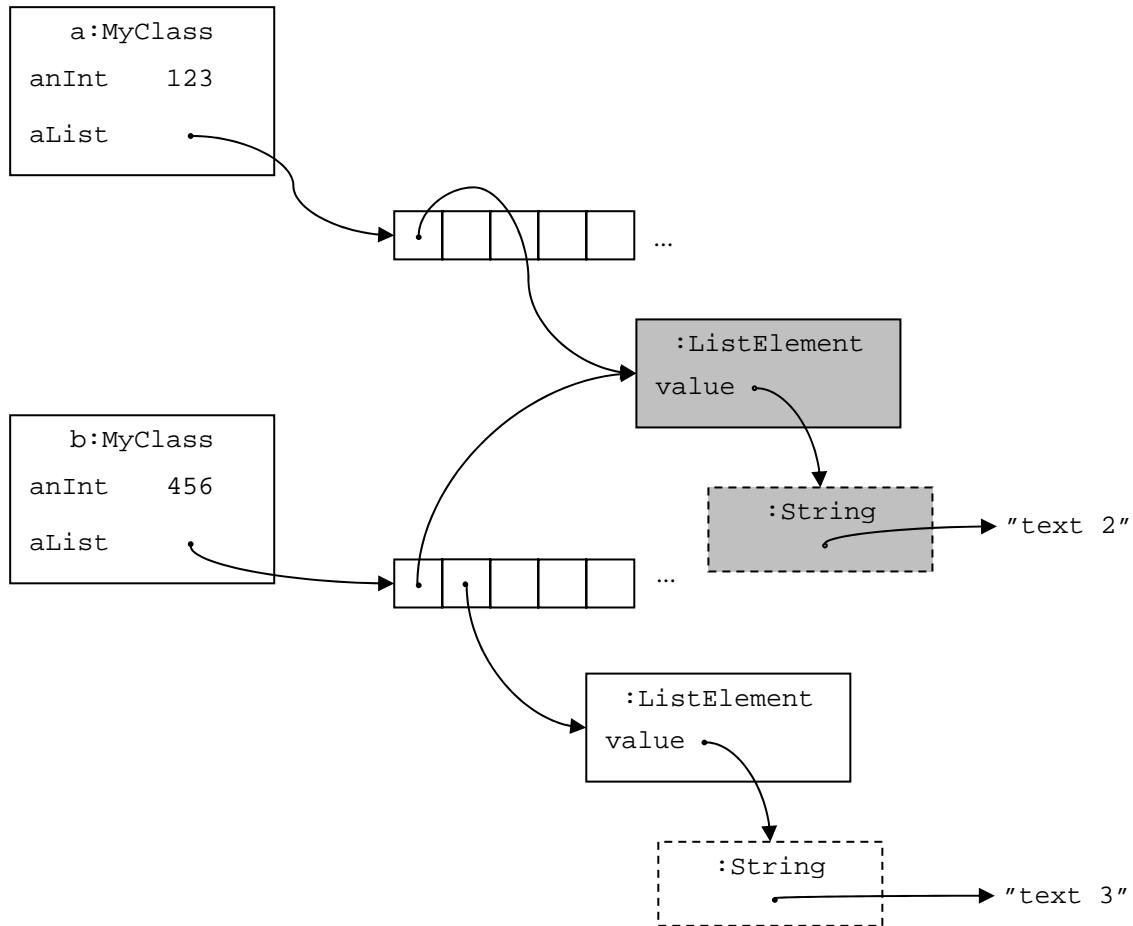 a:MyClass
anInt 123
aList
...
:ListElement
value
b:MyClass
anInt 456
aList
:String
"text 2"
...
:ListElement
value
:String
"text 3"